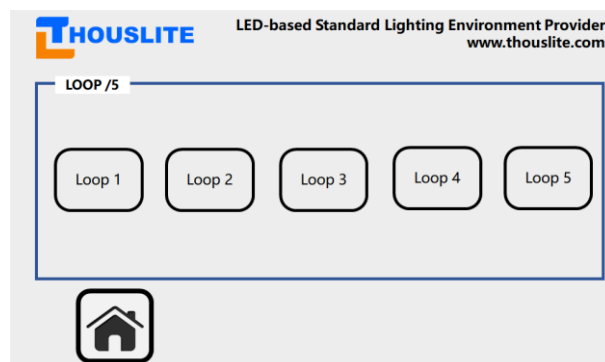 THOUSLITE
LED-based Standard Lighting Environment Provider
www.thouslite.com
LOOP /5
Loop 1 Loop 2 Loop 3 Loop 4 Loop 5